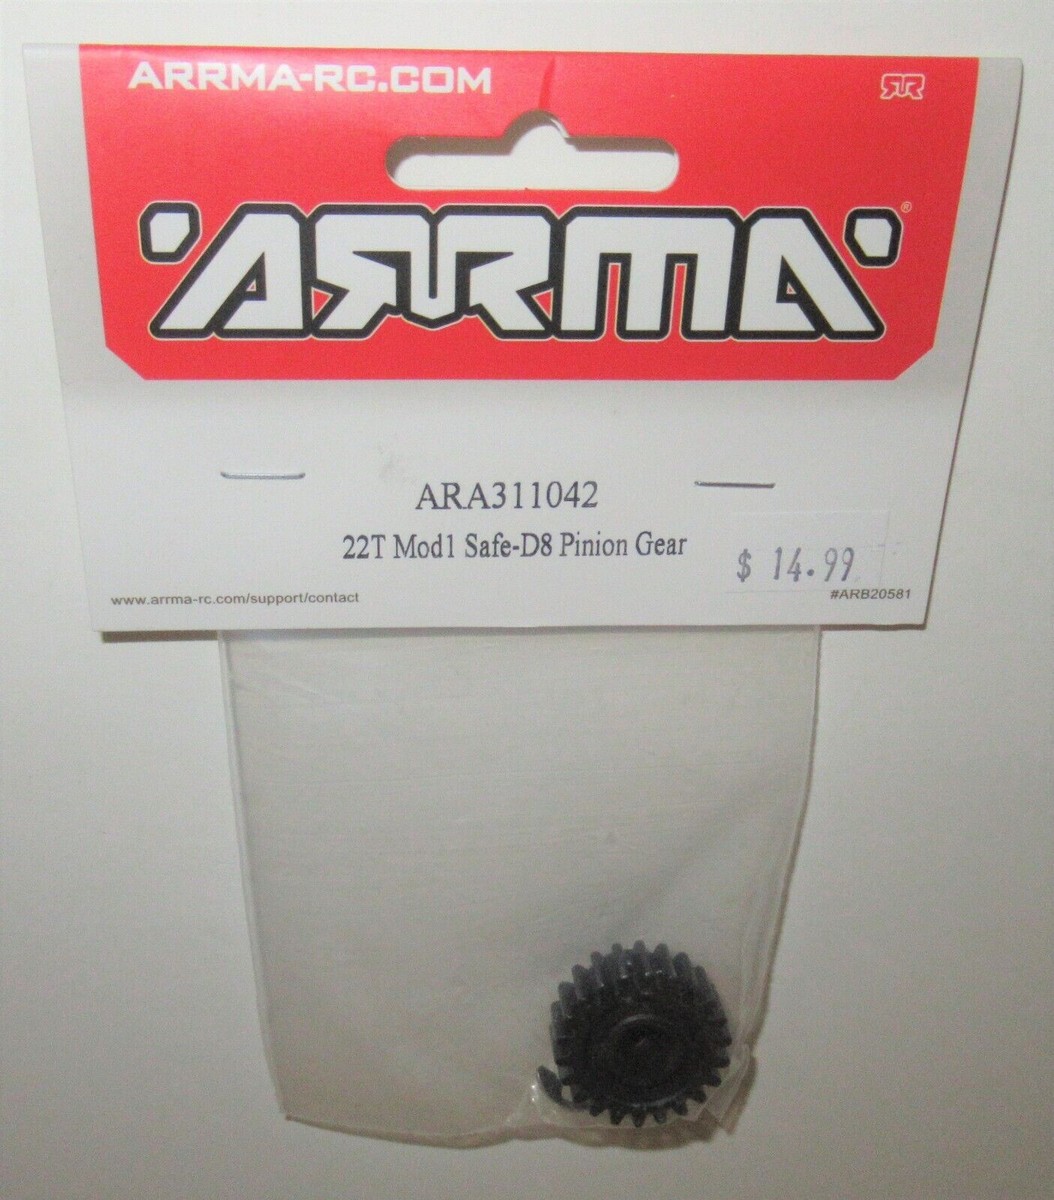 ARRMA-RC.COM
ARRMA®
ARA311042
22T Mod1 Safe-D8 Pinion Gear
$ 14.99
www.arrma-rc.com/support/contact
#ARB20581